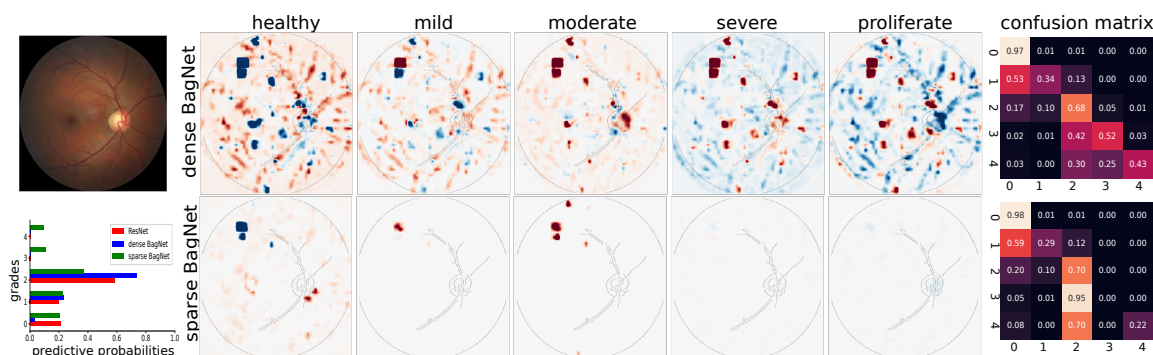 healthy mild moderate severe proliferate confusion matrix
dense BagNet
0 0.97 0.01 0.01 0.00 0.00
1 0.53 0.34 0.13 0.00 0.00
2 0.17 0.10 0.68 0.05 0.01
3 0.02 0.01 0.42 0.52 0.03
4 0.03 0.00 0.30 0.25 0.43
0 1 2 3 4
sparse BagNet
0 0.98 0.01 0.01 0.00 0.00
1 0.59 0.29 0.12 0.00 0.00
2 0.20 0.10 0.70 0.00 0.00
3 0.05 0.01 0.95 0.00 0.00
4 0.08 0.00 0.70 0.00 0.22
0 1 2 3 4
grades
4
3
2
1
0
ResNet
dense BagNet
sparse BagNet
0.0 0.2 0.4 0.6 0.8 1.0
predictive probabilities